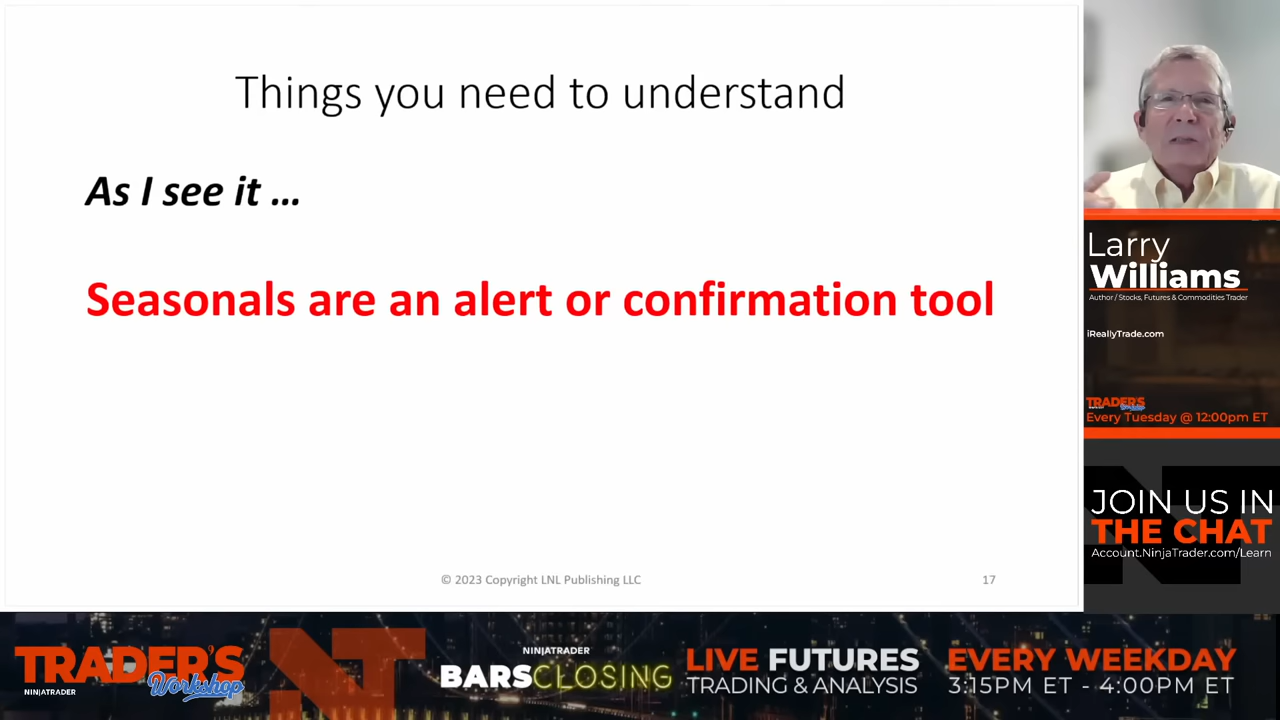 Things you need to understand
As I see it ...
Seasonals are an alert or confirmation tool
© 2023 Copyright LNL Publishing LLC
17
Larry
Williams
Author / Stocks, Futures & Commodities Trader
iReallyTrade.com
TRADER'S
Workshop
Every Tuesday @ 12:00pm ET
JOIN US IN
THE CHAT
Account.NinjaTrader.com/Learn
TRADER'S
Workshop
NINJATRADER
NT
NINJATRADER
BARSCLOSING
LIVE FUTURES
TRADING & ANALYSIS
EVERY WEEKDAY
3:15PM ET - 4:00PM ET